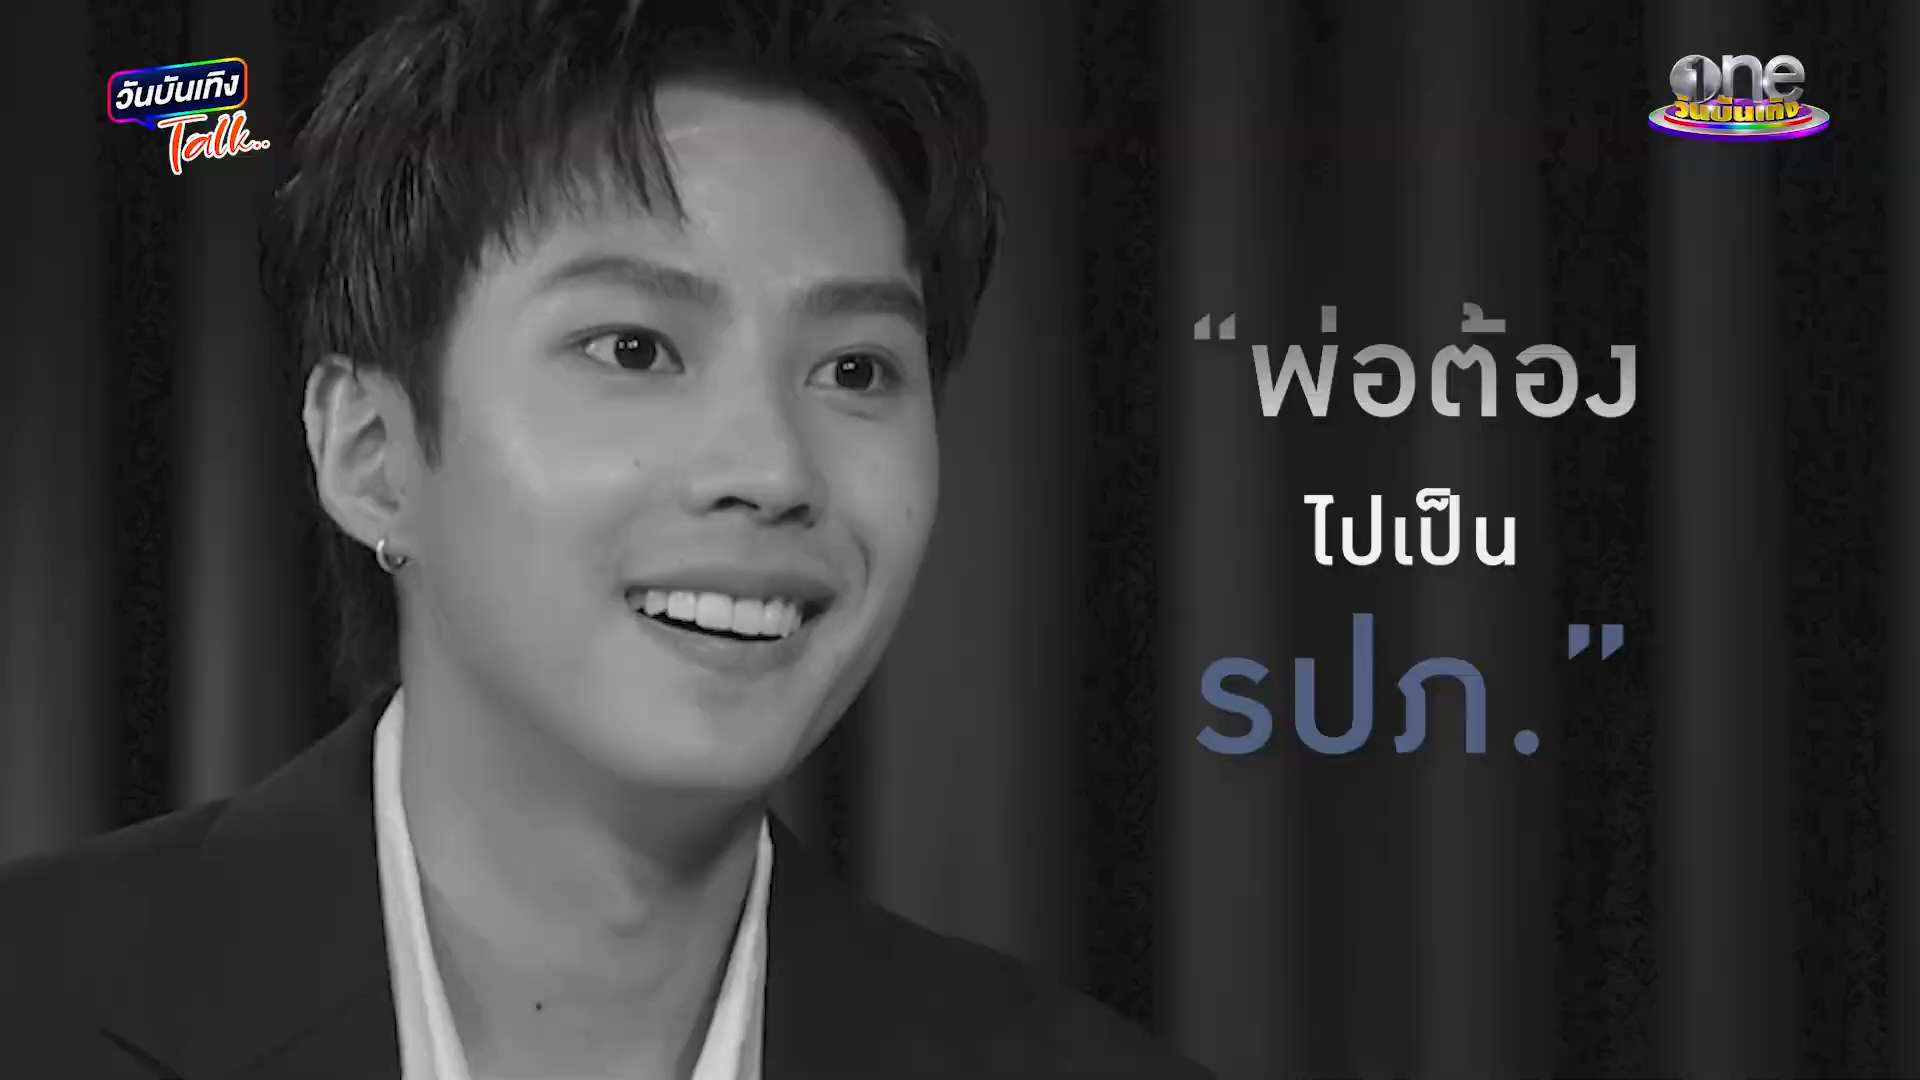 วันบันเทิง
Talk..
one
วันบันเทิง
"พ่อต้อง
ไปเป็น
รปภ."